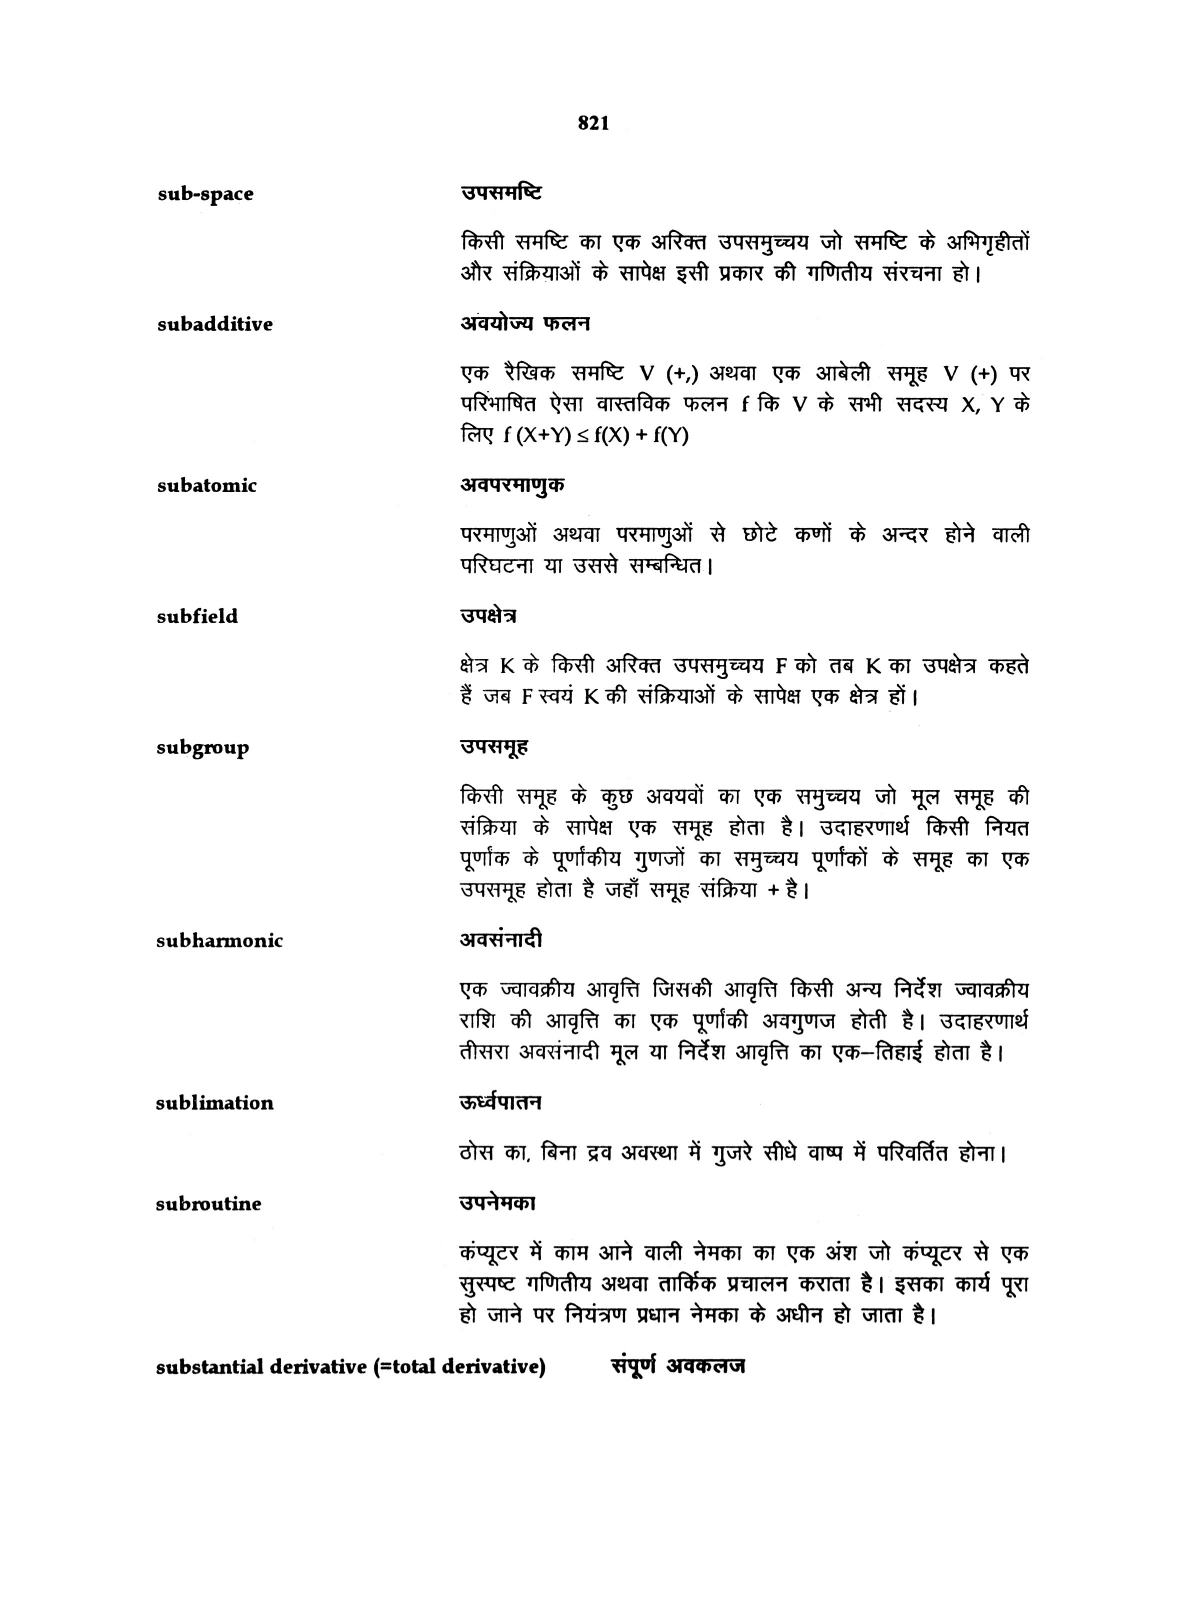 821
sub-space उपसमष्टि
किसी समष्टि का एक अरिक्त उपसमुच्चय जो समष्टि के अभिगृहीतों
और संक्रियाओं के सापेक्ष इसी प्रकार की गणितीय संरचना हो।
subadditive अवयोज्य फलन
एक रैखिक समष्टि V (+,) अथवा एक आबेली समूह V (+) पर
परिभाषित ऐसा वास्तविक फलन f कि V के सभी सदस्य X, Y के
लिए f (X+Y) ≤ f(X) + f(Y)
subatomic अवपरमाणुक
परमाणुओं अथवा परमाणुओं से छोटे कणों के अन्दर होने वाली
परिघटना या उससे सम्बन्धित।
subfield उपक्षेत्र
क्षेत्र K के किसी अरिक्त उपसमुच्चय F को तब K का उपक्षेत्र कहते
हैं जब F स्वयं K की संक्रियाओं के सापेक्ष एक क्षेत्र हों।
subgroup उपसमूह
किसी समूह के कुछ अवयवों का एक समुच्चय जो मूल समूह की
संक्रिया के सापेक्ष एक समूह होता है। उदाहरणार्थ किसी नियत
पूर्णांक के पूर्णांकीय गुणजों का समुच्चय पूर्णांकों के समूह का एक
उपसमूह होता है जहाँ समूह संक्रिया + है।
subharmonic अवसंनादी
एक ज्वावक्रीय आवृत्ति जिसकी आवृत्ति किसी अन्य निर्देश ज्वावक्रीय
राशि की आवृत्ति का एक पूर्णांकी अवगुणज होती है। उदाहरणार्थ
तीसरा अवसंनादी मूल या निर्देश आवृत्ति का एक–तिहाई होता है।
sublimation ऊर्ध्वपातन
ठोस का, बिना द्रव अवस्था में गुजरे सीधे वाष्प में परिवर्तित होना।
subroutine उपनेमका
कंप्यूटर में काम आने वाली नेमका का एक अंश जो कंप्यूटर से एक
सुस्पष्ट गणितीय अथवा तार्किक प्रचालन कराता है। इसका कार्य पूरा
हो जाने पर नियंत्रण प्रधान नेमका के अधीन हो जाता है।
substantial derivative (=total derivative) संपूर्ण अवकलज